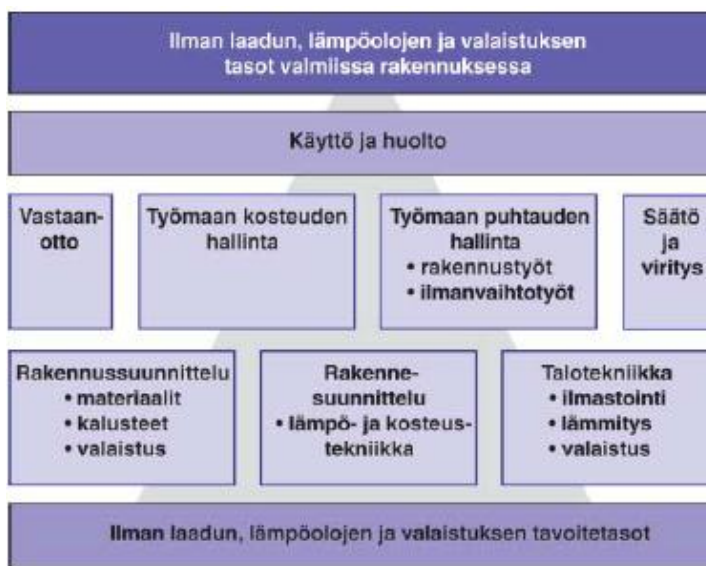 Ilman laadun, lämpöolojen ja valaistuksen
tasot valmiissa rakennuksessa
Käyttö ja huolto
Vastaan-
otto
Työmaan kosteuden
hallinta
Työmaan puhtauden
hallinta
• rakennustyöt
• ilmanvaihtotyöt
Säätö
ja
viritys
Rakennussuunnittelu
• materiaalit
• kalusteet
• valaistus
Rakenne-
suunnittelu
• lämpö- ja kosteus-
tekniikka
Talotekniikka
• ilmastointi
• lämmitys
• valaistus
Ilman laadun, lämpöolojen ja valaistuksen tavoitetasot